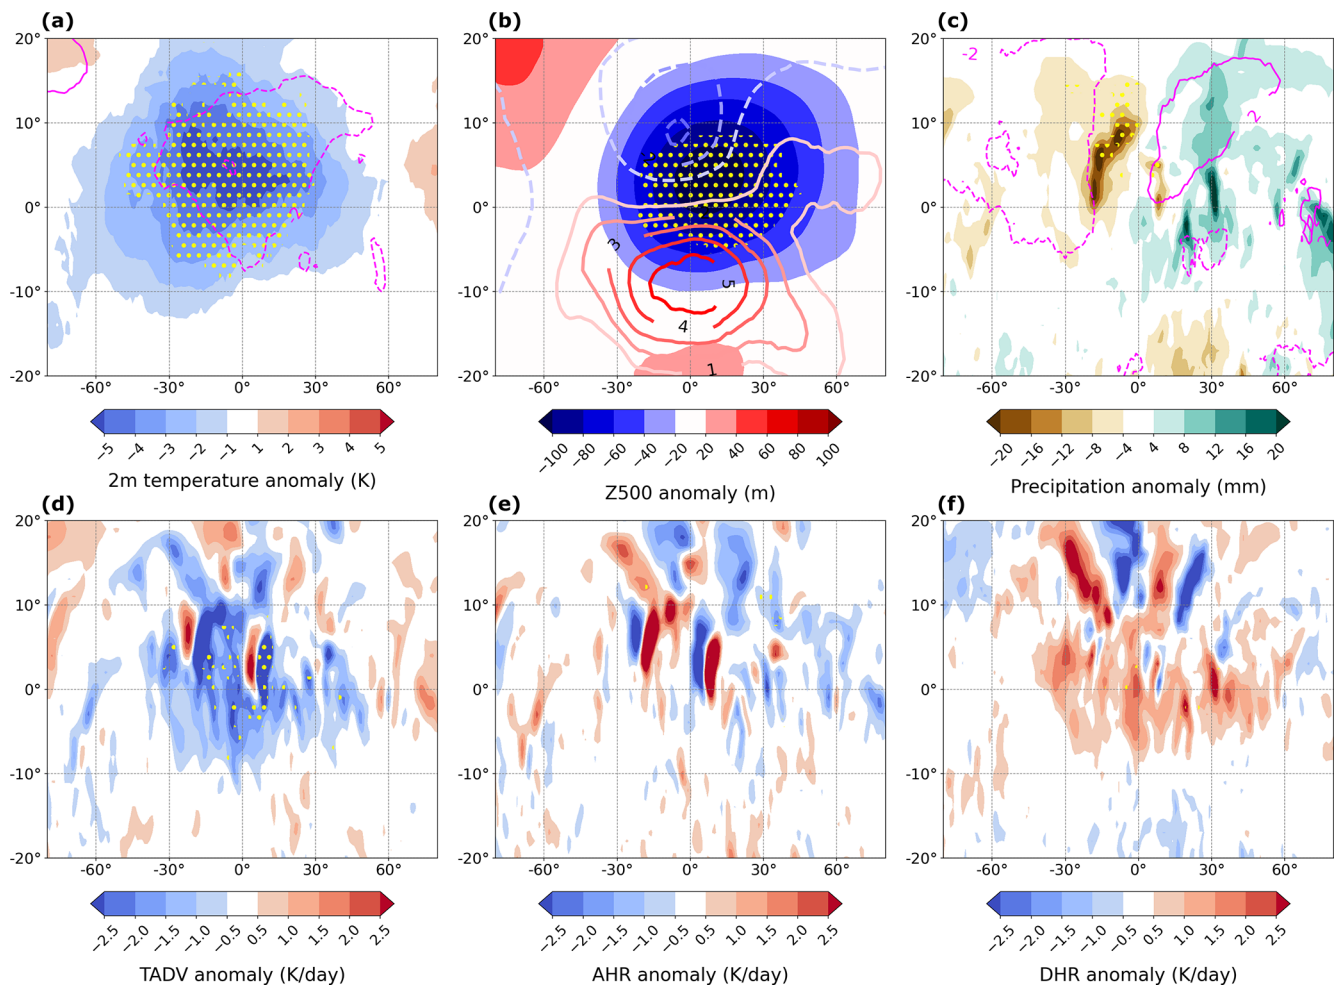 (a) (b) (c)
20° 20° 20°
-2
10° 10° 10°
2
0° 0° 0°
2
3
5
-10° -10° -10°
4
1
-20° -20° -20°
-60° -30° 0° 30° 60° -60° -30° 0° 30° 60° -60° -30° 0° 30° 60°
−5 −4 −3 −2 −1 1 2 3 4 5 −100 −80 −60 −40 −20 20 40 60 80 100 −20 −16 −12 −8 −4 4 8 12 16 20
2m temperature anomaly (K) Z500 anomaly (m) Precipitation anomaly (mm)
(d) (e) (f)
20° 20° 20°
10° 10° 10°
0° 0° 0°
-10° -10° -10°
-20° -20° -20°
-60° -30° 0° 30° 60° -60° -30° 0° 30° 60° -60° -30° 0° 30° 60°
−2.5 −2.0 −1.5 −1.0 −0.5 0.5 1.0 1.5 2.0 2.5 −2.5 −2.0 −1.5 −1.0 −0.5 0.5 1.0 1.5 2.0 2.5 −2.5 −2.0 −1.5 −1.0 −0.5 0.5 1.0 1.5 2.0 2.5
TADV anomaly (K/day) AHR anomaly (K/day) DHR anomaly (K/day)